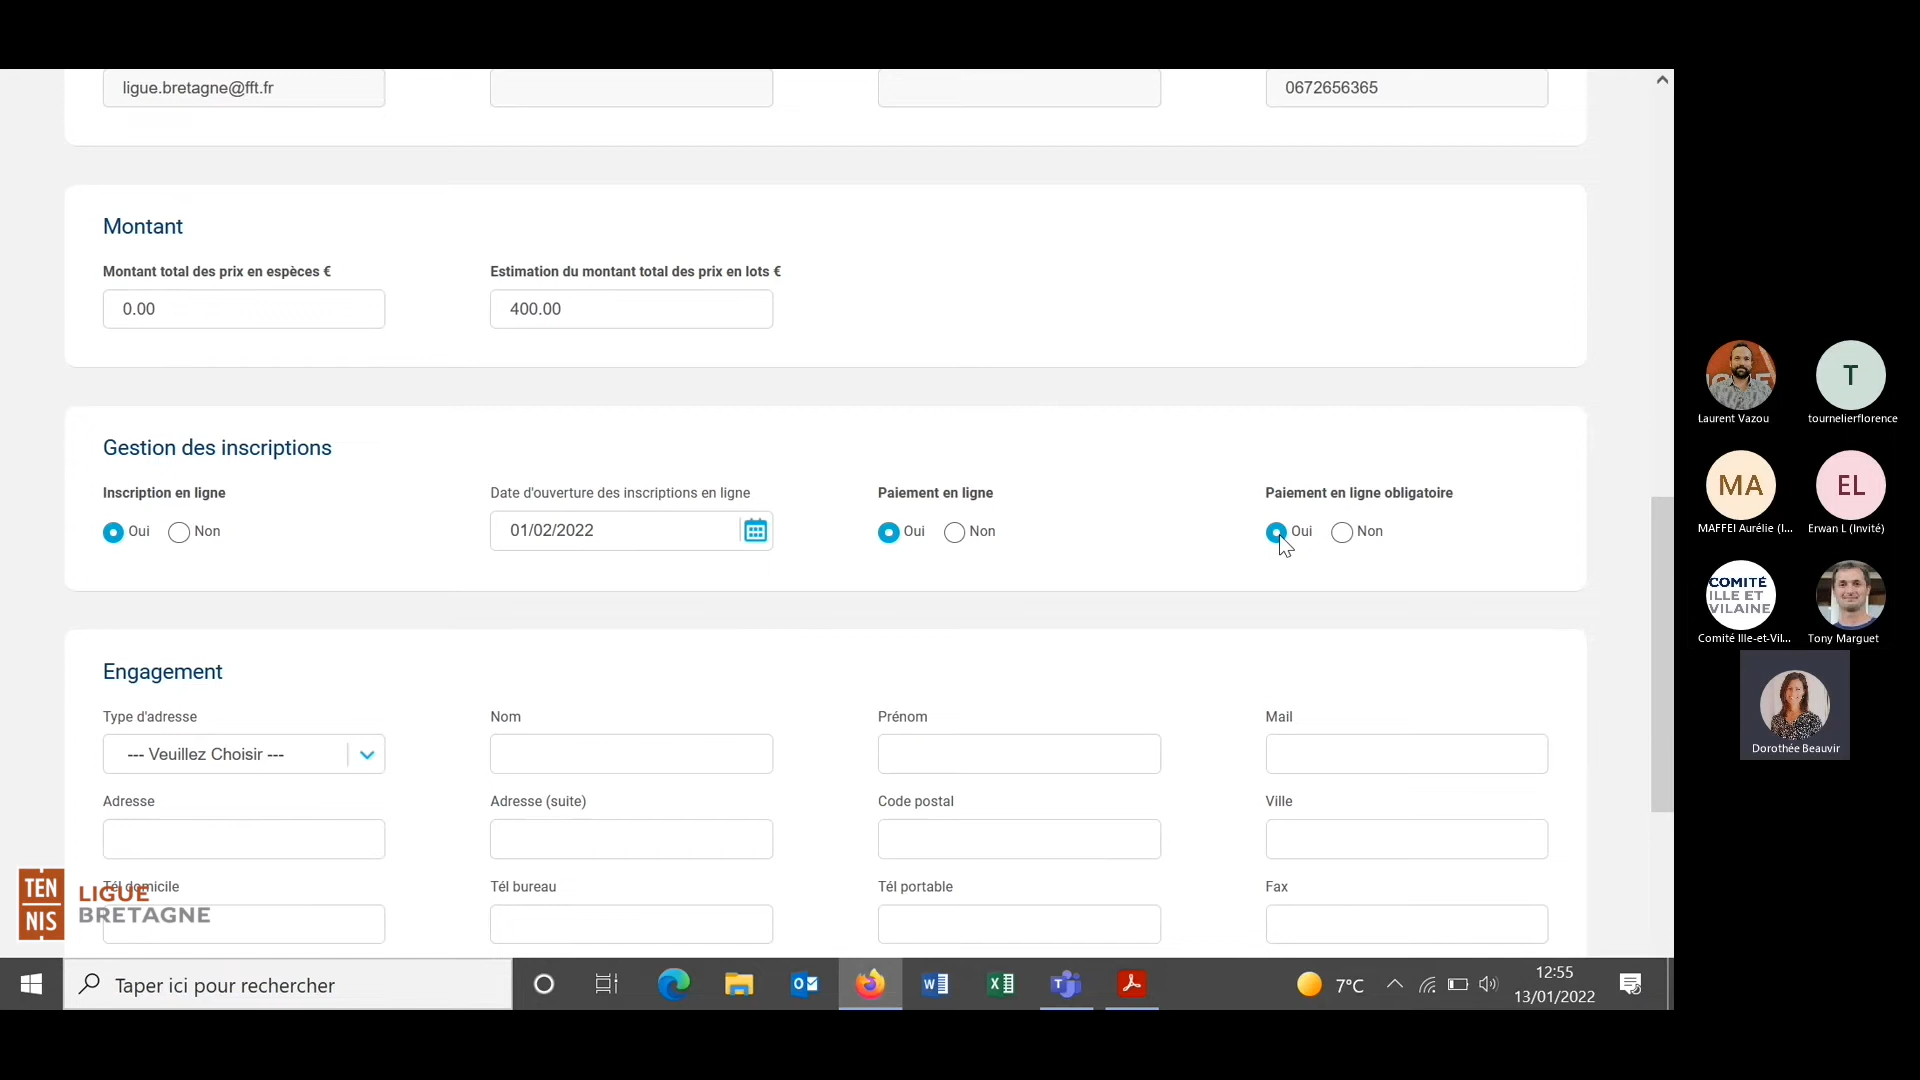 ligue.bretagne@fft.fr
0672656365
Montant
Montant total des prix en espèces €
Estimation du montant total des prix en lots €
0.00
400.00
Gestion des inscriptions
Inscription en ligne
Date d'ouverture des inscriptions en ligne
Paiement en ligne
Paiement en ligne obligatoire
Oui
Non
01/02/2022
Oui
Non
Oui
Non
Engagement
Type d'adresse
Nom
Prénom
Mail
--- Veuillez Choisir ---
Adresse
Adresse (suite)
Code postal
Ville
Tél domicile
Tél bureau
Tél portable
Fax
TEN
NIS
LIGUE
BRETAGNE
Taper ici pour rechercher
7°C
12:55
13/01/2022
Laurent Vazou
T
tournelierflorence
MA
MAFFEI Aurélie (I...
EL
Erwan L (Invité)
COMITÉ
ILLE ET
VILAINE
Comité Ille-et-Vil...
Tony Marguet
Dorothée Beauvir